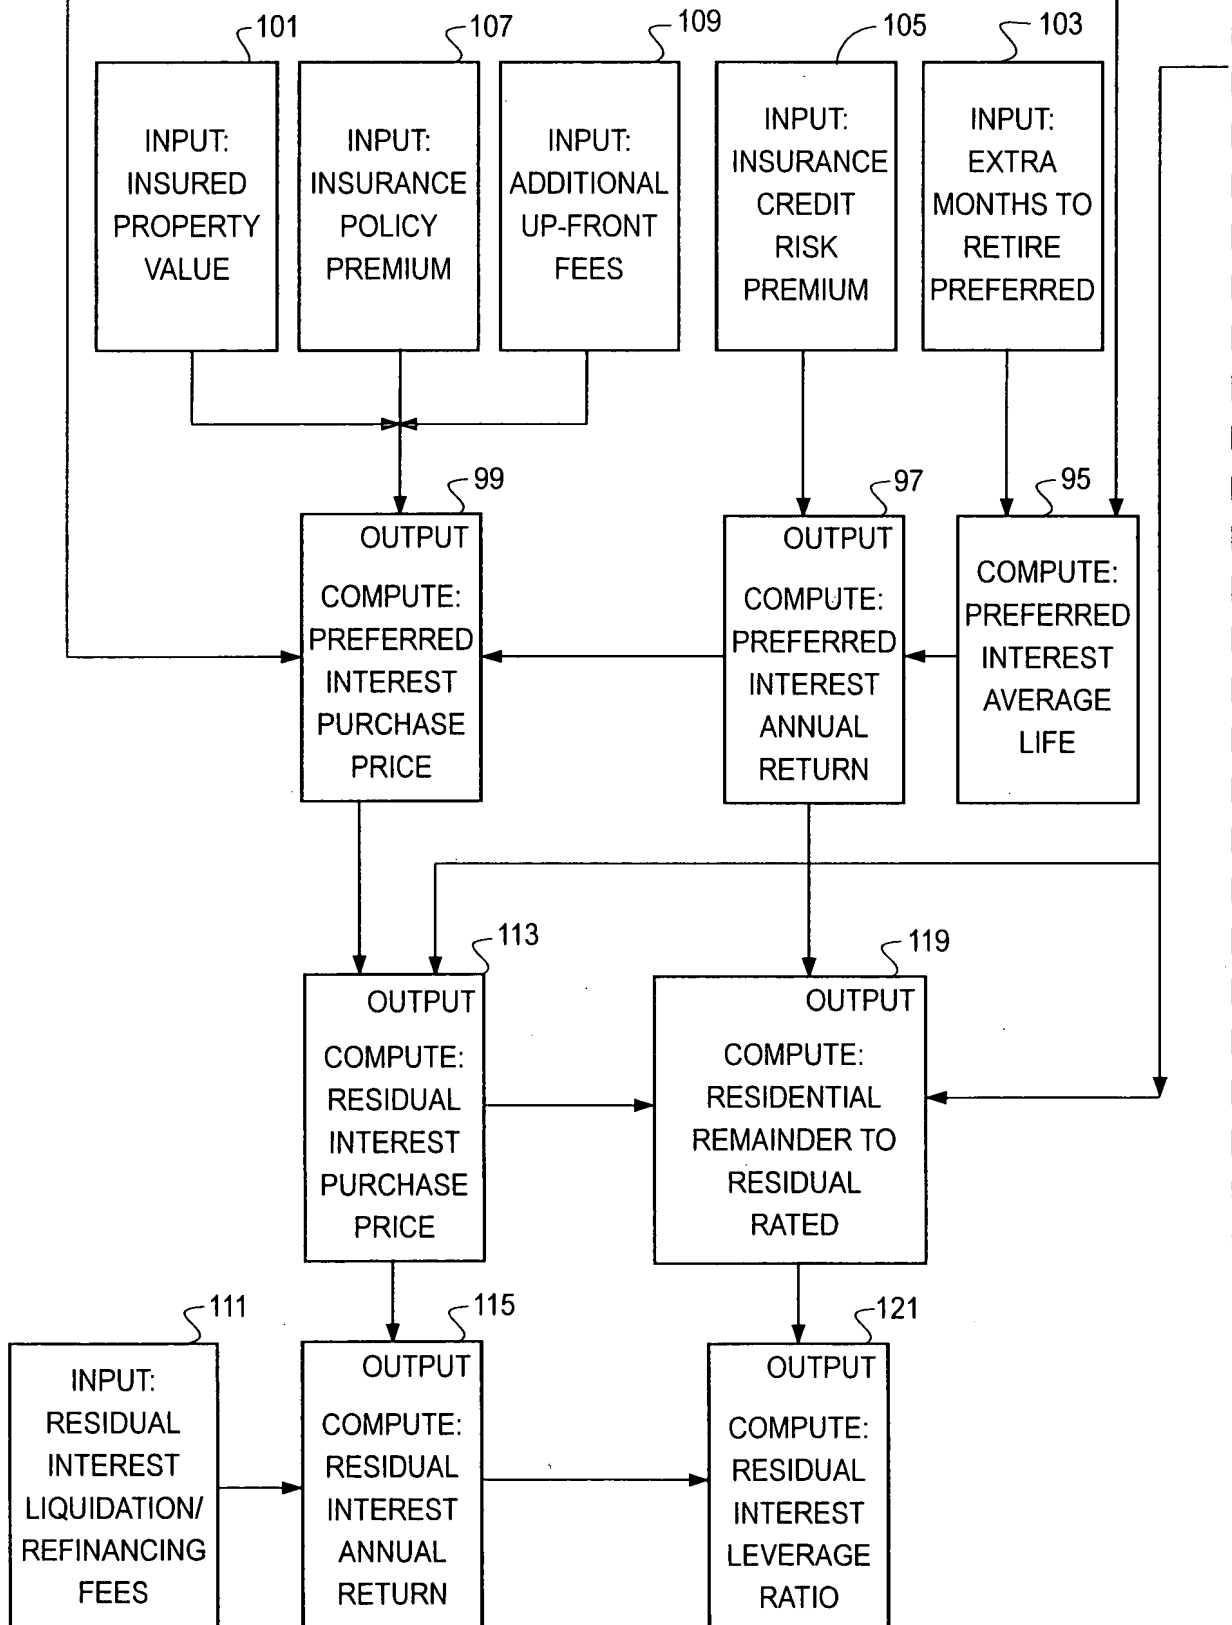 101
INPUT:
INSURED
PROPERTY
VALUE
107
INPUT:
INSURANCE
POLICY
PREMIUM
109
INPUT:
ADDITIONAL
UP-FRONT
FEES
105
INPUT:
INSURANCE
CREDIT
RISK
PREMIUM
103
INPUT:
EXTRA
MONTHS TO
RETIRE
PREFERRED
99
OUTPUT
COMPUTE:
PREFERRED
INTEREST
PURCHASE
PRICE
97
OUTPUT
COMPUTE:
PREFERRED
INTEREST
ANNUAL
RETURN
95
COMPUTE:
PREFERRED
INTEREST
AVERAGE
LIFE
113
OUTPUT
COMPUTE:
RESIDUAL
INTEREST
PURCHASE
PRICE
119
OUTPUT
COMPUTE:
RESIDENTIAL
REMAINDER TO
RESIDUAL
RATED
111
INPUT:
RESIDUAL
INTEREST
LIQUIDATION/
REFINANCING
FEES
115
OUTPUT
COMPUTE:
RESIDUAL
INTEREST
ANNUAL
RETURN
121
OUTPUT
COMPUTE:
RESIDUAL
INTEREST
LEVERAGE
RATIO